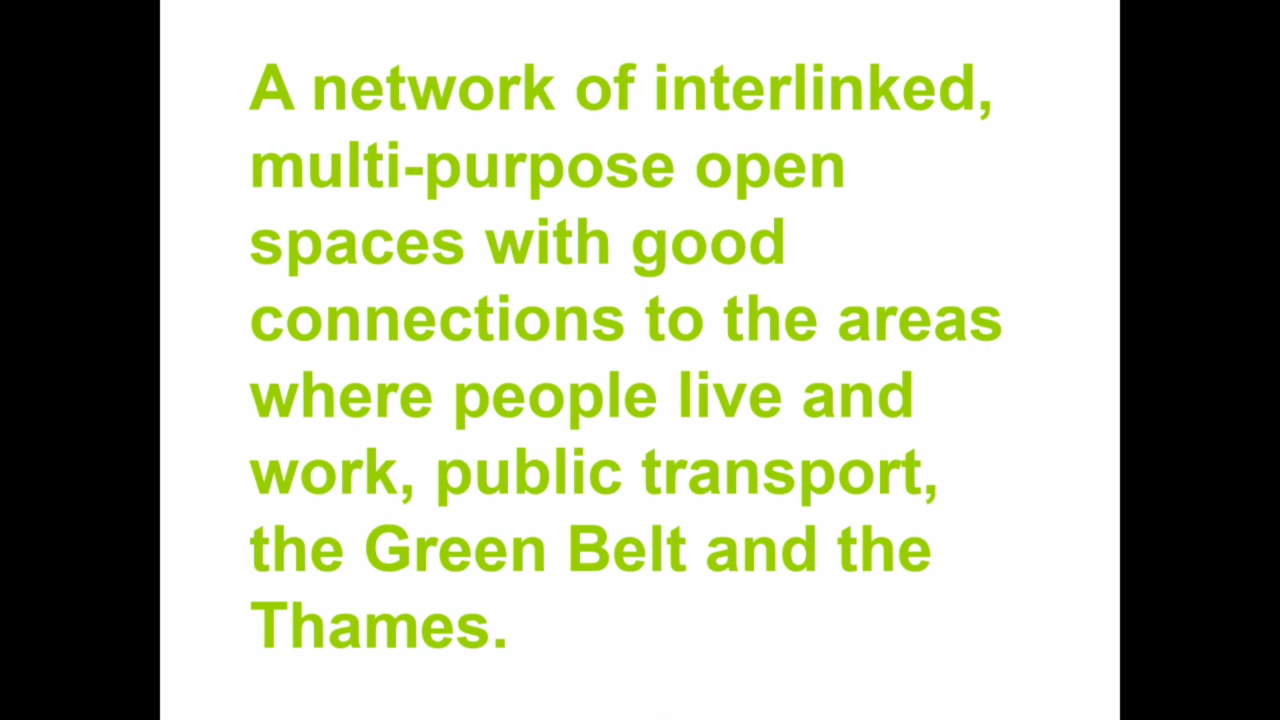 A network of interlinked,
multi-purpose open
spaces with good
connections to the areas
where people live and
work, public transport,
the Green Belt and the
Thames.